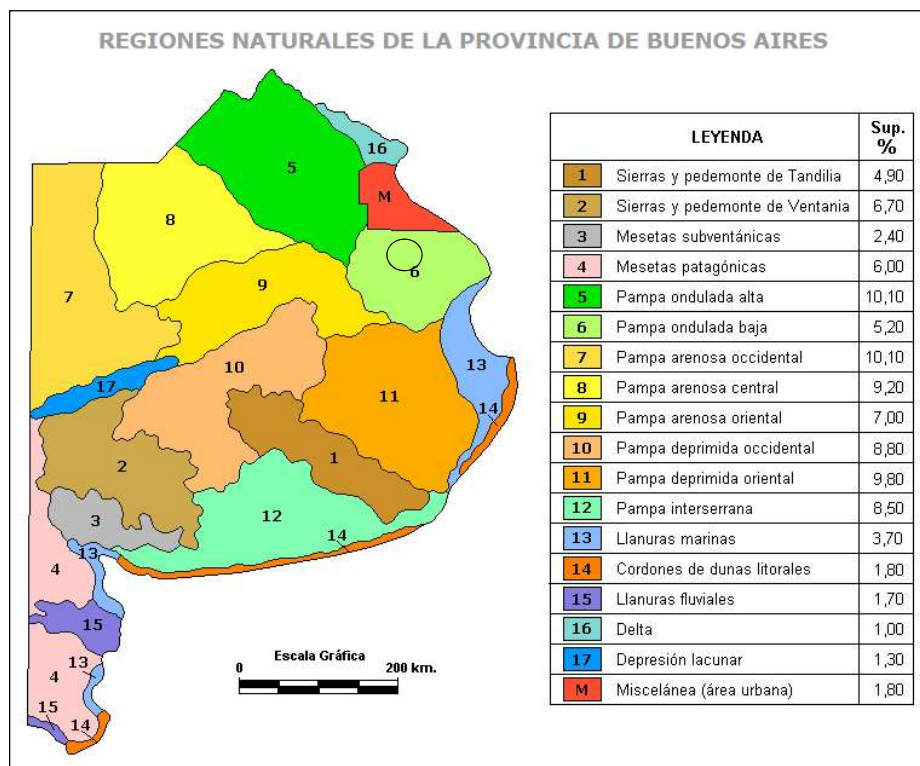 REGIONES NATURALES DE LA PROVINCIA DE BUENOS AIRES
16
5
M
8
6
9
7
13
10
17
11
14
1
2
12
3
14
13
4
15
13
4
15
14
Escala Gráfica
0 200 km.
LEYENDA Sup. %
1 Sierras y pedemonte de Tandilia 4,90
2 Sierras y pedemonte de Ventania 6,70
3 Mesetas subventánicas 2,40
4 Mesetas patagónicas 6,00
5 Pampa ondulada alta 10,10
6 Pampa ondulada baja 5,20
7 Pampa arenosa occidental 10,10
8 Pampa arenosa central 9,20
9 Pampa arenosa oriental 7,00
10 Pampa deprimida occidental 8,80
11 Pampa deprimida oriental 9,80
12 Pampa interserrana 8,50
13 Llanuras marinas 3,70
14 Cordones de dunas litorales 1,80
15 Llanuras fluviales 1,70
16 Delta 1,00
17 Depresión lacunar 1,30
M Miscelánea (área urbana) 1,80